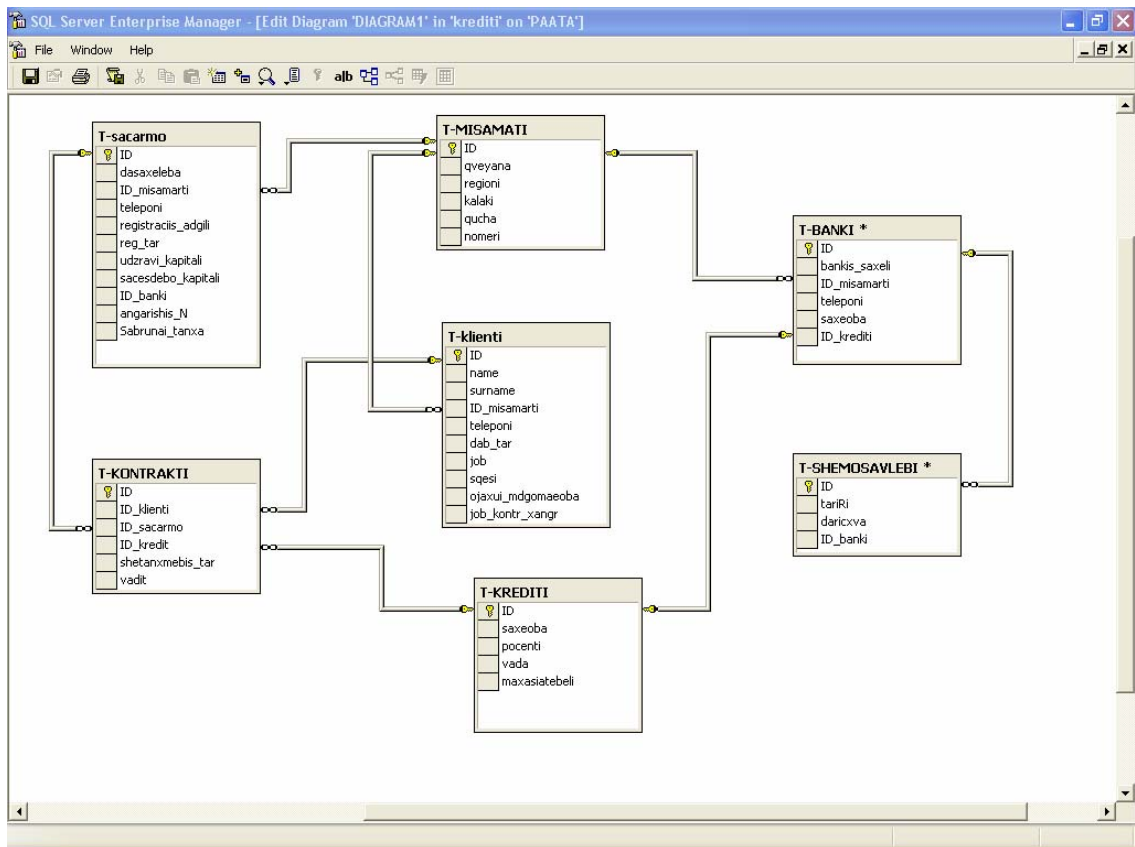 SQL Server Enterprise Manager - [Edit Diagram 'DIAGRAM1' in 'krediti' on 'PAATA']
File Window Help
a|b
T-sacarmo
ID
dasaxeleba
ID_misamarti
teleponi
registraciis_adgili
reg_tar
udzravi_kapitali
sacesdebo_kapitali
ID_banki
angarishis_N
Sabrunai_tanxa
T-MISAMATI
ID
qveyana
regioni
kalaki
qucha
nomeri
T-BANKI *
ID
bankis_saxeli
ID_misamarti
teleponi
saxeoba
ID_krediti
T-klienti
ID
name
surname
ID_misamarti
teleponi
dab_tar
job
sqesi
ojaxui_mdgomaeoba
job_kontr_xangr
T-KONTRAKTI
ID
ID_klienti
ID_sacarmo
ID_kredit
shetanxmebis_tar
vadit
T-SHEMOSAVLEBI *
ID
tariRi
daricxva
ID_banki
T-KREDITI
ID
saxeoba
pocenti
vada
maxasiatebeli